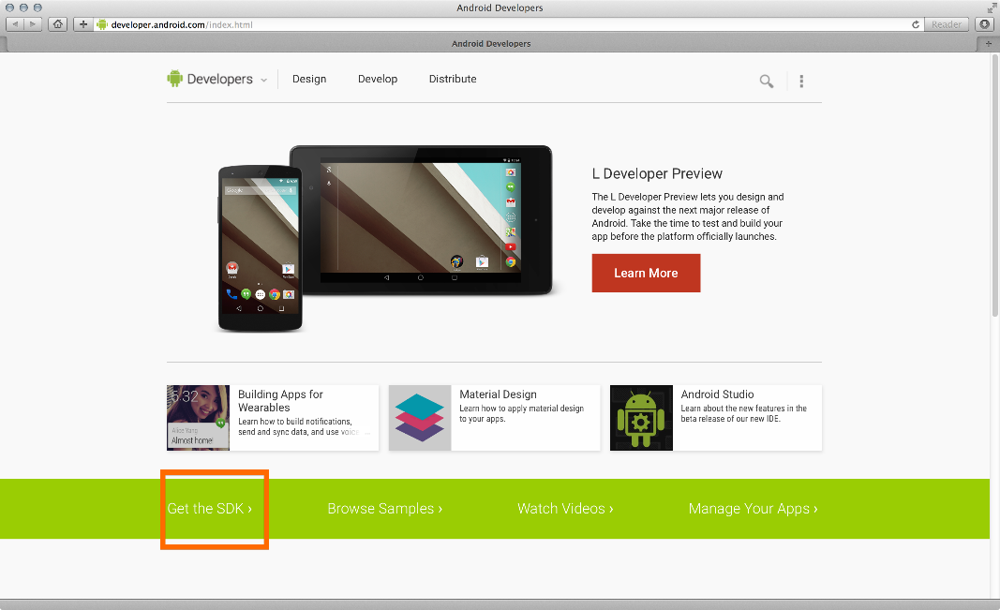 Android Developers
developer.android.com/index.html
Reader
Android Developers
Developers
Design
Develop
Distribute
L Developer Preview
The L Developer Preview lets you design and
develop against the next major release of
Android. Take the time to test and build your
app before the platform officially launches.
Learn More
Google
5:32
Alice Yang
Almost home!
Building Apps for
Wearables
Learn how to build notifications,
send and sync data, and use voice
Material Design
Learn how to apply material design
to your apps.
Android Studio
Learn about the new features in the
beta release of our new IDE.
Get the SDK ›
Browse Samples ›
Watch Videos ›
Manage Your Apps ›